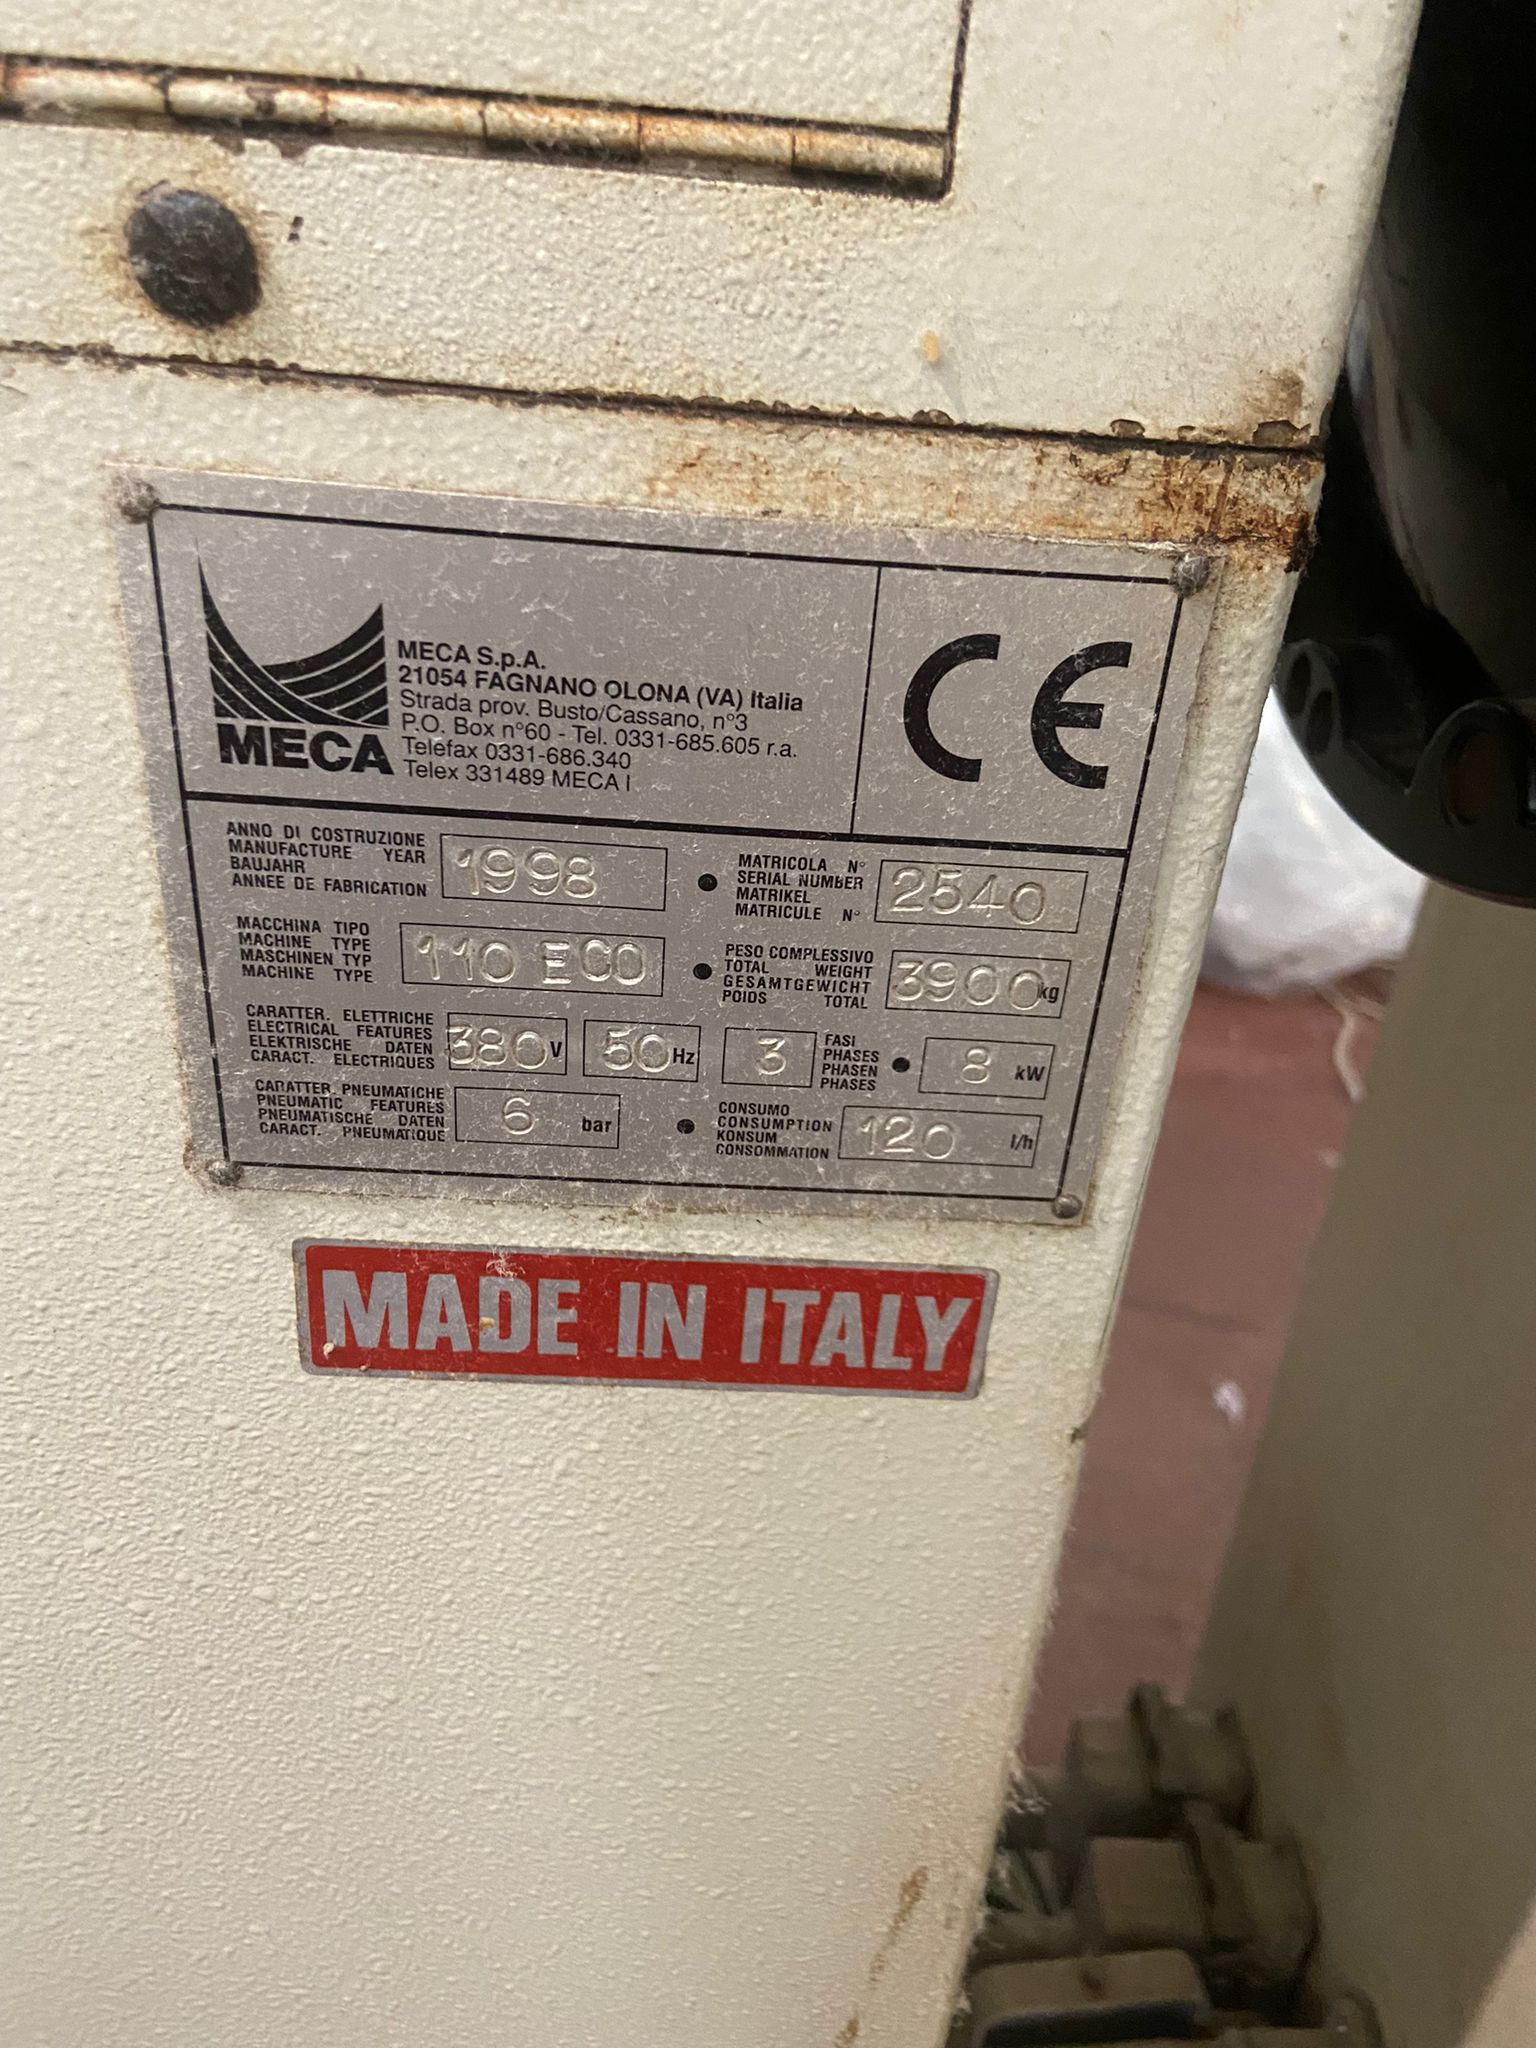 MECA
MECA S.p.A.
21054 FAGNANO OLONA (VA) Italia
Strada prov. Busto/Cassano, n°3
P.O. Box n°60 - Tel. 0331-685.605 r.a.
Telefax 0331-686.340
Telex 331489 MECA I
CE
ANNO DI COSTRUZIONE
MANUFACTURE YEAR
BAUJAHR
ANNEE DE FABRICATION
1998
MATRICOLA N°
SERIAL NUMBER
MATRIKEL
MATRICULE N°
2540
MACCHINA TIPO
MACHINE TYPE
MASCHINEN TYP
MACHINE TYPE
110 ECO
PESO COMPLESSIVO
TOTAL WEIGHT
GESAMTGEWICHT
POIDS TOTAL
3900 kg
CARATTER. ELETTRICHE
ELECTRICAL FEATURES
ELEKTRISCHE DATEN
CARACT. ELECTRIQUES
380 V
50 Hz
3
FASI
PHASES
PHASEN
PHASES
8 kW
CARATTER. PNEUMATICHE
PNEUMATIC FEATURES
PNEUMATISCHE DATEN
CARACT. PNEUMATIQUE
6 bar
CONSUMO
CONSUMPTION
KONSUM
CONSOMMATION
120 l/h
MADE IN ITALY